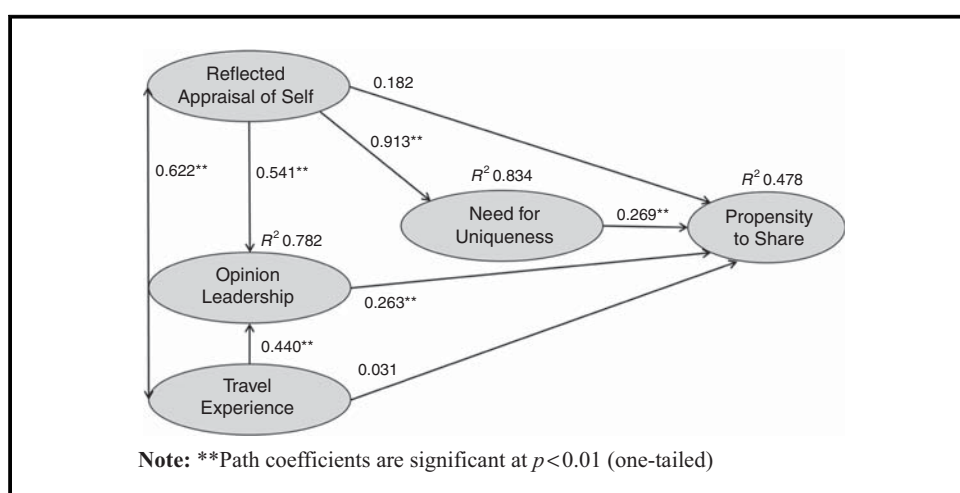 Reflected
Appraisal of Self
0.182
0.913**
0.622**
0.541**
R² 0.834
R² 0.478
Need for
Uniqueness
0.269**
Propensity
to Share
R² 0.782
Opinion
Leadership
0.263**
0.440**
0.031
Travel
Experience
Note: **Path coefficients are significant at p<0.01 (one-tailed)